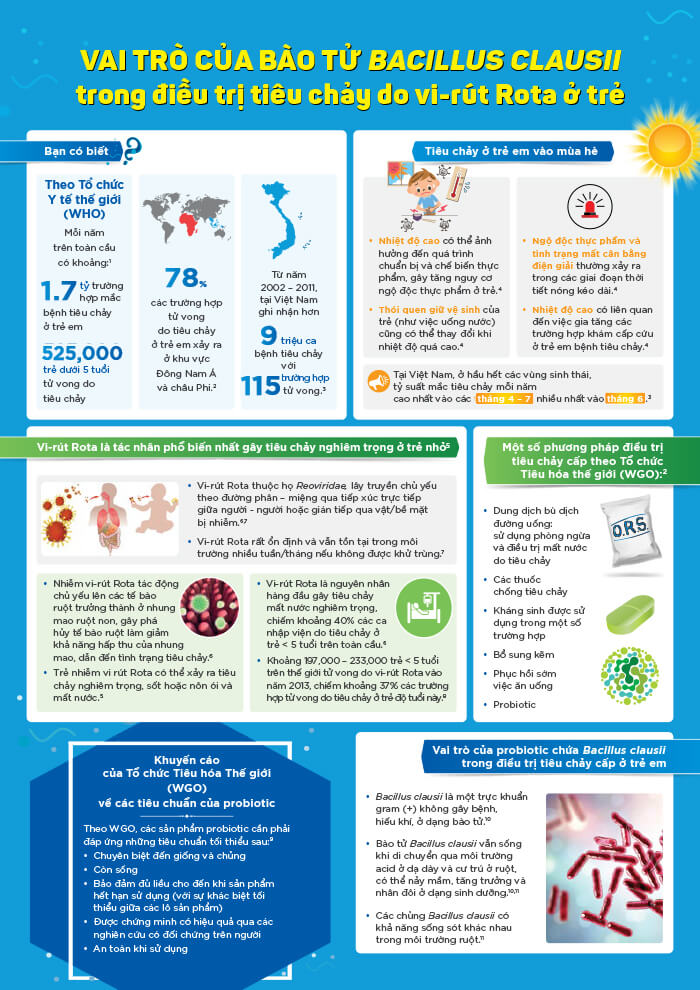 VAI TRÒ CỦA BÀO TỬ BACILLUS CLAUSII
trong điều trị tiêu chảy do vi-rút Rota ở trẻ
Bạn có biết
Theo Tổ chức
Y tế thế giới
(WHO)
Mỗi năm
trên toàn cầu
có khoảng:¹
1.7 tỷ trường
hợp mắc
bệnh tiêu chảy
ở trẻ em
525,000
trẻ dưới 5 tuổi
tử vong do
tiêu chảy
78%
các trường hợp
tử vong
do tiêu chảy
ở trẻ em xảy ra
ở khu vực
Đông Nam Á
và châu Phi.²
Từ năm
2002 – 2011,
tại Việt Nam
ghi nhận hơn
9 triệu ca
bệnh tiêu chảy
với
115 trường hợp
tử vong.³
Tiêu chảy ở trẻ em vào mùa hè
• Nhiệt độ cao có thể ảnh
hưởng đến quá trình
chuẩn bị và chế biến thực
phẩm, gây tăng nguy cơ
ngộ độc thực phẩm ở trẻ.⁴
• Thói quen giữ vệ sinh của
trẻ (như việc uống nước)
cũng có thể thay đổi khi
nhiệt độ quá cao.⁴
• Ngộ độc thực phẩm và
tình trạng mất cân bằng
điện giải thường xảy ra
trong các giai đoạn thời
tiết nóng kéo dài.⁴
• Nhiệt độ cao có liên quan
đến việc gia tăng các
trường hợp khám cấp cứu
ở trẻ em bệnh tiêu chảy.⁴
Tại Việt Nam, ở hầu hết các vùng sinh thái,
tỷ suất mắc tiêu chảy mỗi năm
cao nhất vào các tháng 4 – 7 nhiều nhất vào tháng 6.³
Vi-rút Rota là tác nhân phổ biến nhất gây tiêu chảy nghiêm trọng ở trẻ nhỏ⁵
• Vi-rút Rota thuộc họ Reoviridae, lây truyền chủ yếu
theo đường phân – miệng qua tiếp xúc trực tiếp
giữa người - người hoặc gián tiếp qua vật/bề mặt
bị nhiễm.⁶'⁷
• Vi-rút Rota rất ổn định và vẫn tồn tại trong môi
trường nhiều tuần/tháng nếu không được khử trùng.⁷
• Nhiễm vi-rút Rota tác động
chủ yếu lên các tế bào
ruột trưởng thành ở nhung
mao ruột non, gây phá
hủy tế bào ruột làm giảm
khả năng hấp thu của nhung
mao, dẫn đến tình trạng tiêu chảy.⁶
• Trẻ nhiễm vi rút Rota có thể xảy ra tiêu
chảy nghiêm trọng, sốt hoặc nôn ói và
mất nước.⁵
• Vi-rút Rota là nguyên nhân
hàng đầu gây tiêu chảy
mất nước nghiêm trọng,
chiếm khoảng 40% các ca
nhập viện do tiêu chảy ở
trẻ < 5 tuổi trên toàn cầu.⁶
• Khoảng 197,000 – 233,000 trẻ < 5 tuổi
trên thế giới tử vong do vi-rút Rota vào
năm 2013, chiếm khoảng 37% các trường
hợp tử vong do tiêu chảy ở trẻ độ tuổi này.⁸
Một số phương pháp điều trị
tiêu chảy cấp theo Tổ chức
Tiêu hóa thế giới (WGO):²
• Dung dịch bù dịch
đường uống:
sử dụng phòng ngừa
và điều trị mất nước
do tiêu chảy
• Các thuốc
chống tiêu chảy
• Kháng sinh được sử
dụng trong một số
trường hợp
• Bổ sung kẽm
• Phục hồi sớm
việc ăn uống
• Probiotic
O.R.S.
Khuyến cáo
của Tổ chức Tiêu hóa Thế giới
(WGO)
về các tiêu chuẩn của probiotic
Theo WGO, các sản phẩm probiotic cần phải
đáp ứng những tiêu chuẩn tối thiểu sau:⁹
• Chuyên biệt đến giống và chủng
• Còn sống
• Bảo đảm đủ liều cho đến khi sản phẩm
hết hạn sử dụng (với sự khác biệt tối
thiểu giữa các lô sản phẩm)
• Được chứng minh có hiệu quả qua các
nghiên cứu có đối chứng trên người
• An toàn khi sử dụng
Vai trò của probiotic chứa Bacillus clausii
trong điều trị tiêu chảy cấp ở trẻ em
• Bacillus clausii là một trực khuẩn
gram (+) không gây bệnh,
hiếu khí, ở dạng bào tử.¹⁰
• Bào tử Bacillus clausii vẫn sống
khi di chuyển qua môi trường
acid ở dạ dày và cư trú ở ruột,
có thể nảy mầm, tăng trưởng và
nhân đôi ở dạng sinh dưỡng.¹⁰,¹¹
• Các chủng Bacillus clausii có
khả năng sống sót khác nhau
trong môi trường ruột.¹¹